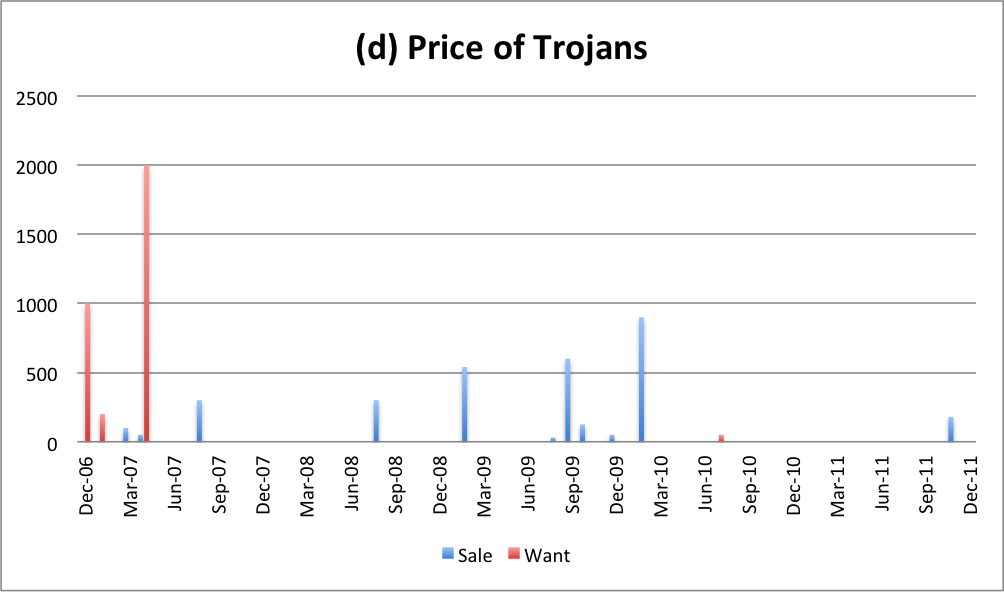 (d) Price of Trojans
2500
2000
1500
1000
500
0
Dec-06 Mar-07 Jun-07 Sep-07 Dec-07 Mar-08 Jun-08 Sep-08 Dec-08 Mar-09 Jun-09 Sep-09 Dec-09 Mar-10 Jun-10 Sep-10 Dec-10 Mar-11 Jun-11 Sep-11 Dec-11
Sale Want